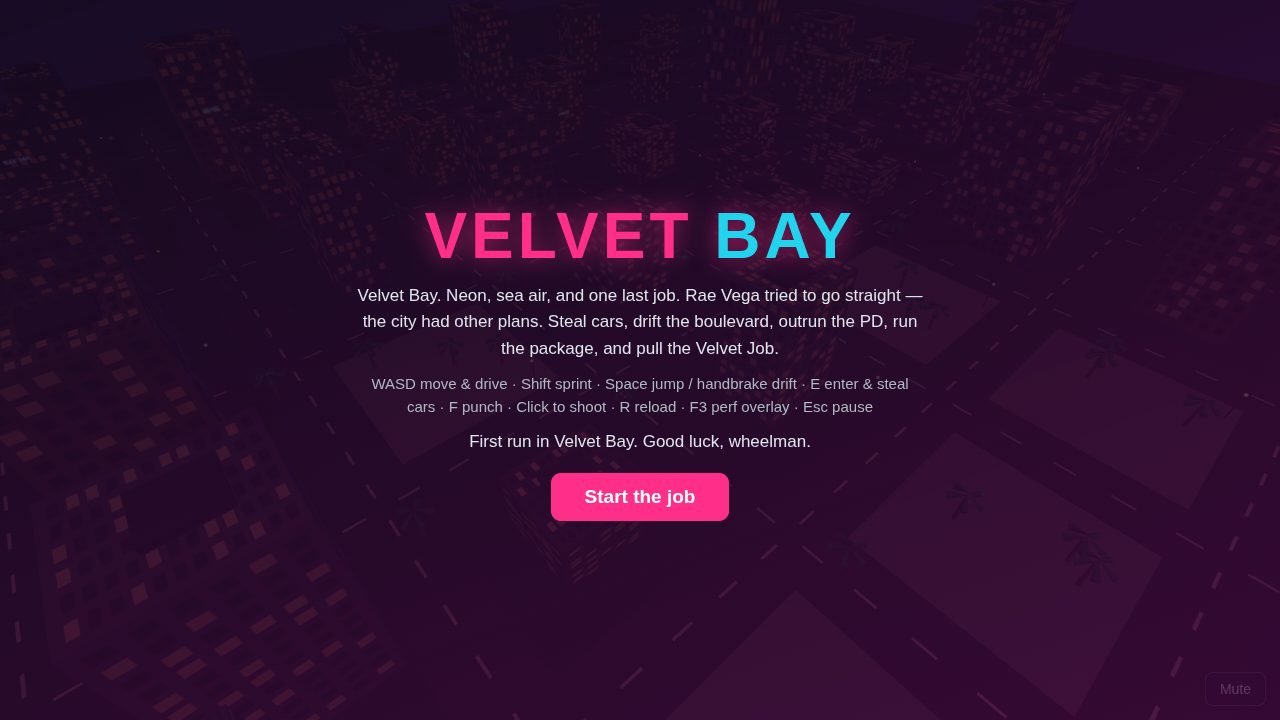 VELVET BAY
Velvet Bay. Neon, sea air, and one last job. Rae Vega tried to go straight —
the city had other plans. Steal cars, drift the boulevard, outrun the PD, run
the package, and pull the Velvet Job.
WASD move & drive · Shift sprint · Space jump / handbrake drift · E enter & steal
cars · F punch · Click to shoot · R reload · F3 perf overlay · Esc pause
First run in Velvet Bay. Good luck, wheelman.
Start the job
Mute